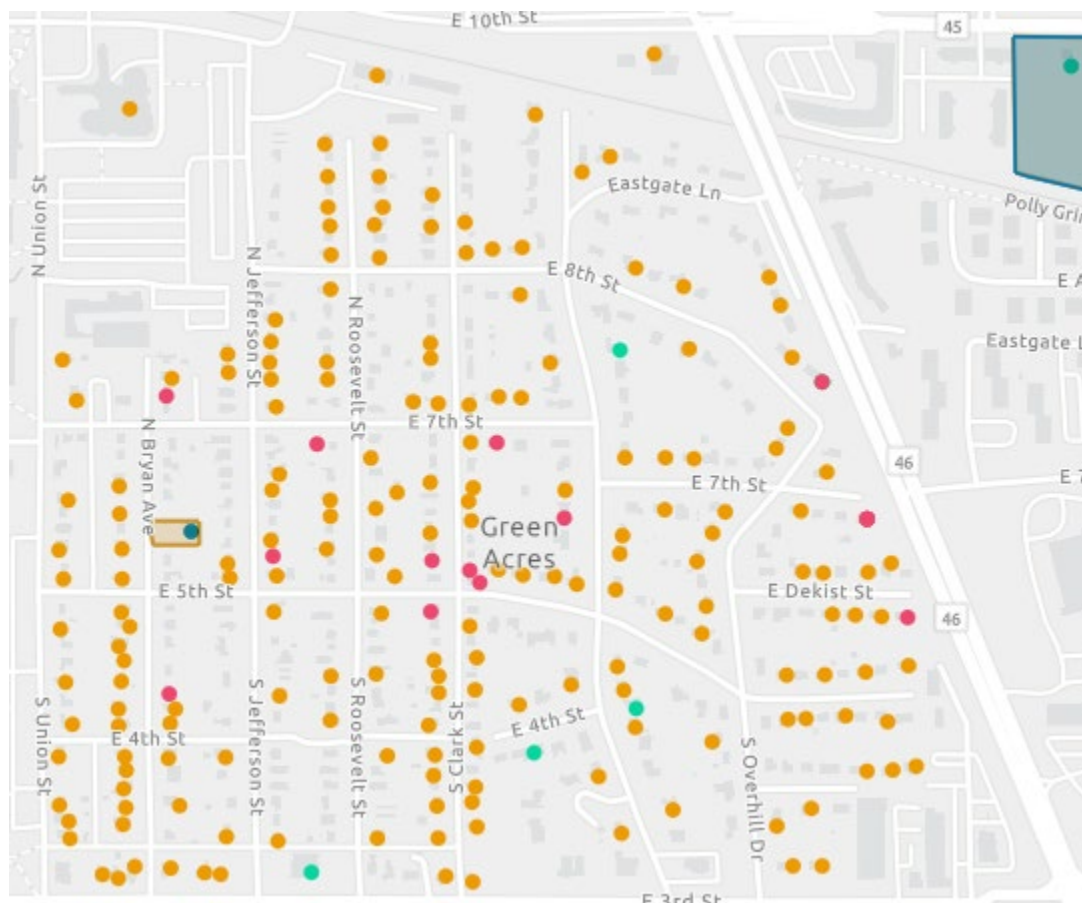 E 10th St
45
N Union St
Eastgate Ln
Polly Grim
N Jefferson St
E 8th St
E A
N Roosevelt St
Eastgate L
E 7th St
N Bryan Ave
46
E 7th St
E 7
Green
Acres
E 5th St
E Dekist St
46
S Union St
S Jefferson St
S Roosevelt St
S Clark St
E 4th St
E 4th St
S Overhill Dr
E 3rd St